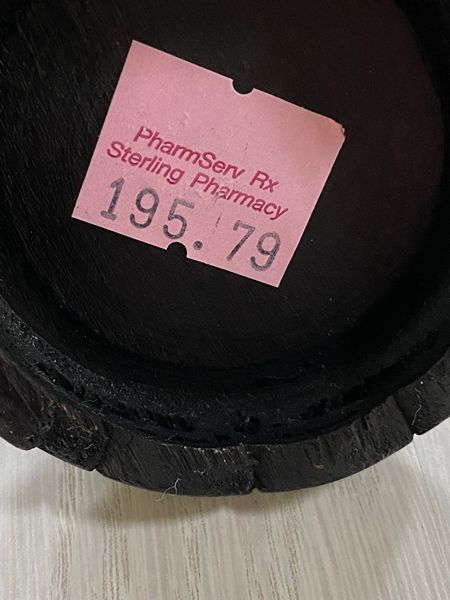 PharmServ Rx
Sterling Pharmacy
195.79